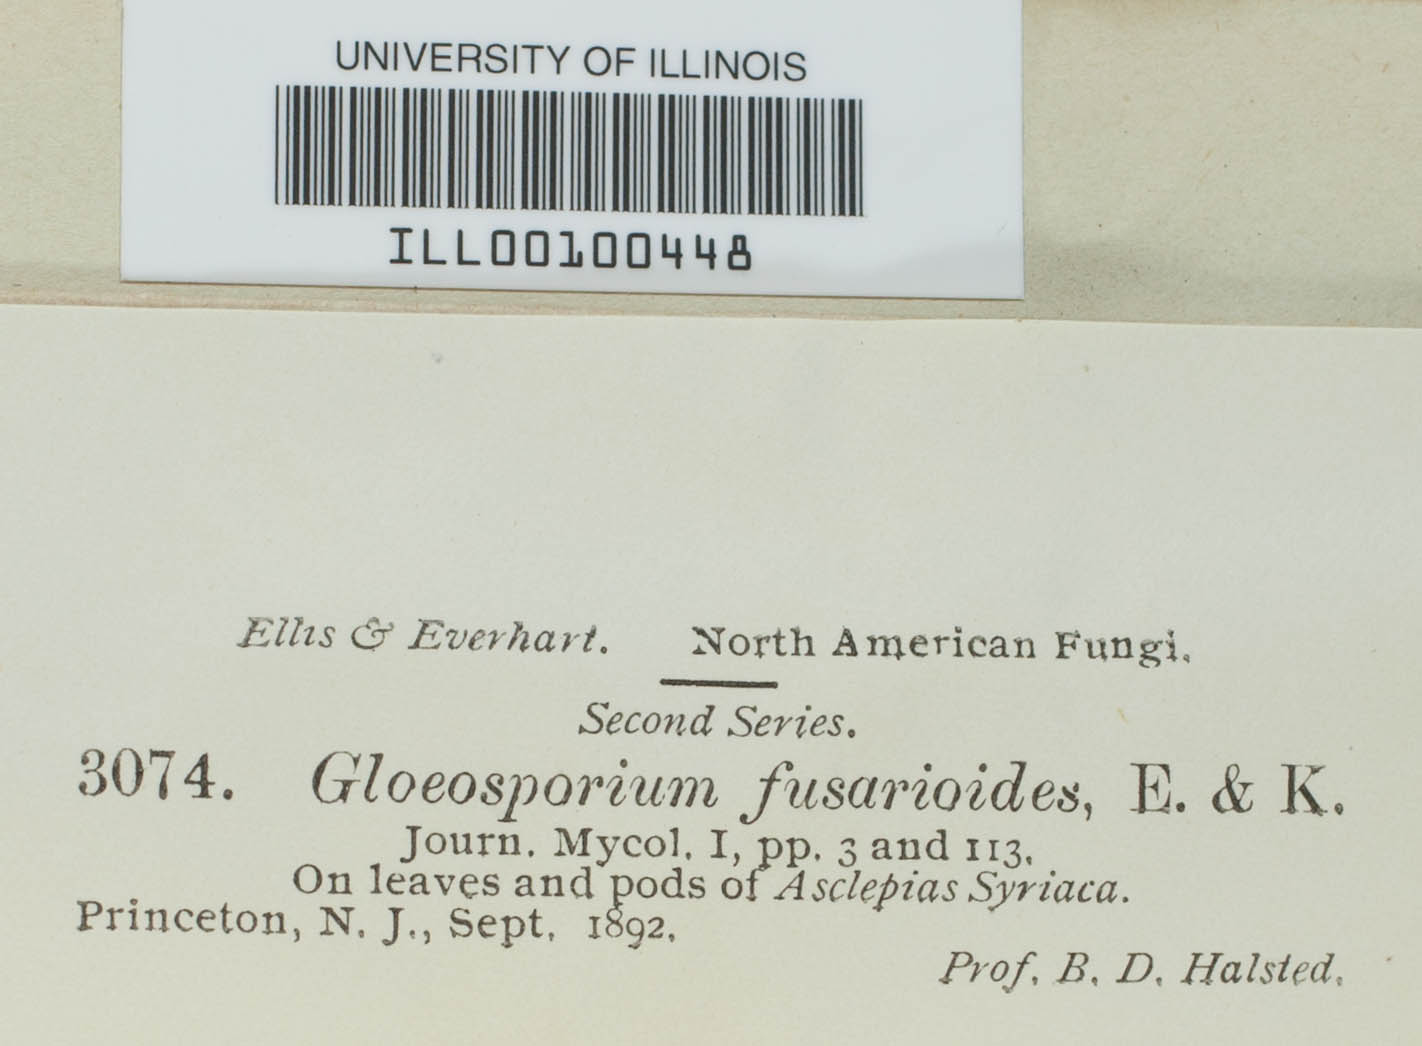 UNIVERSITY OF ILLINOIS
ILL00100448
Ellis & Everhart. North American Fungi.
Second Series.
3074. Gloeosporium fusarioides, E. & K.
Journ. Mycol. I, pp. 3 and 113.
On leaves and pods of Asclepias Syriaca.
Princeton, N. J., Sept. 1892.
Prof. B. D. Halsted.